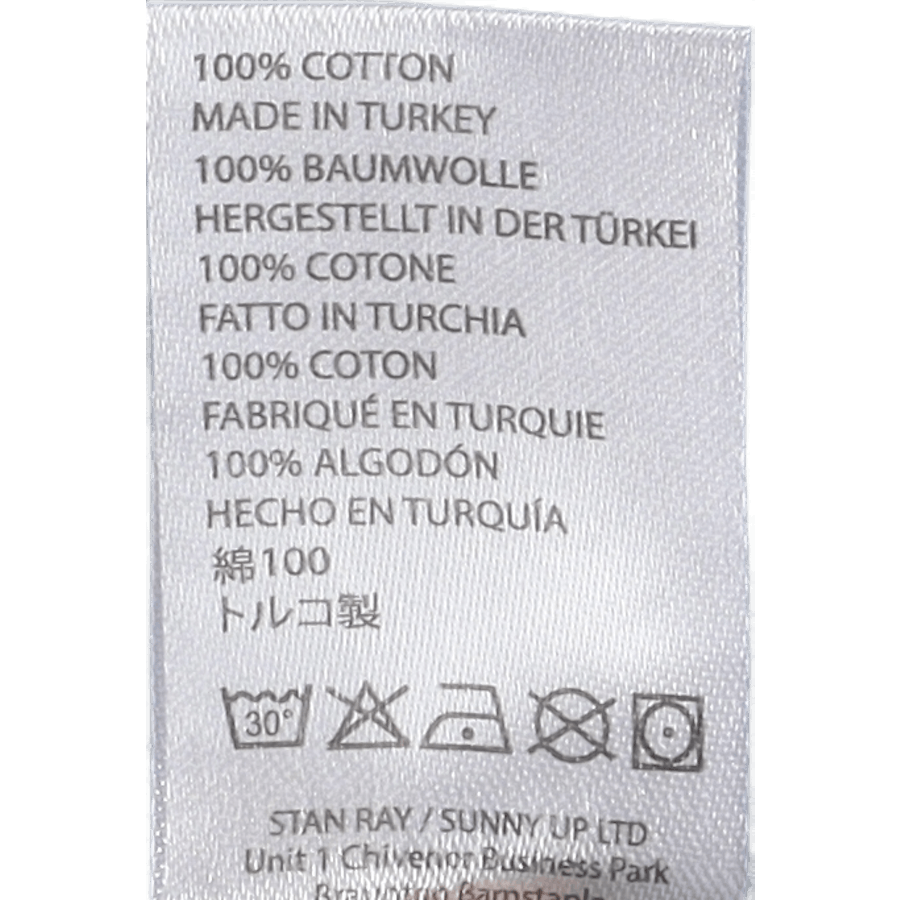 100% COTTON
MADE IN TURKEY
100% BAUMWOLLE
HERGESTELLT IN DER TÜRKEI
100% COTONE
FATTO IN TURCHIA
100% COTON
FABRIQUÉ EN TURQUIE
100% ALGODÓN
HECHO EN TURQUÍA
綿100
トルコ製
30°
STAN RAY / SUNNY UP LTD
Unit 1 Chivenor Business Park